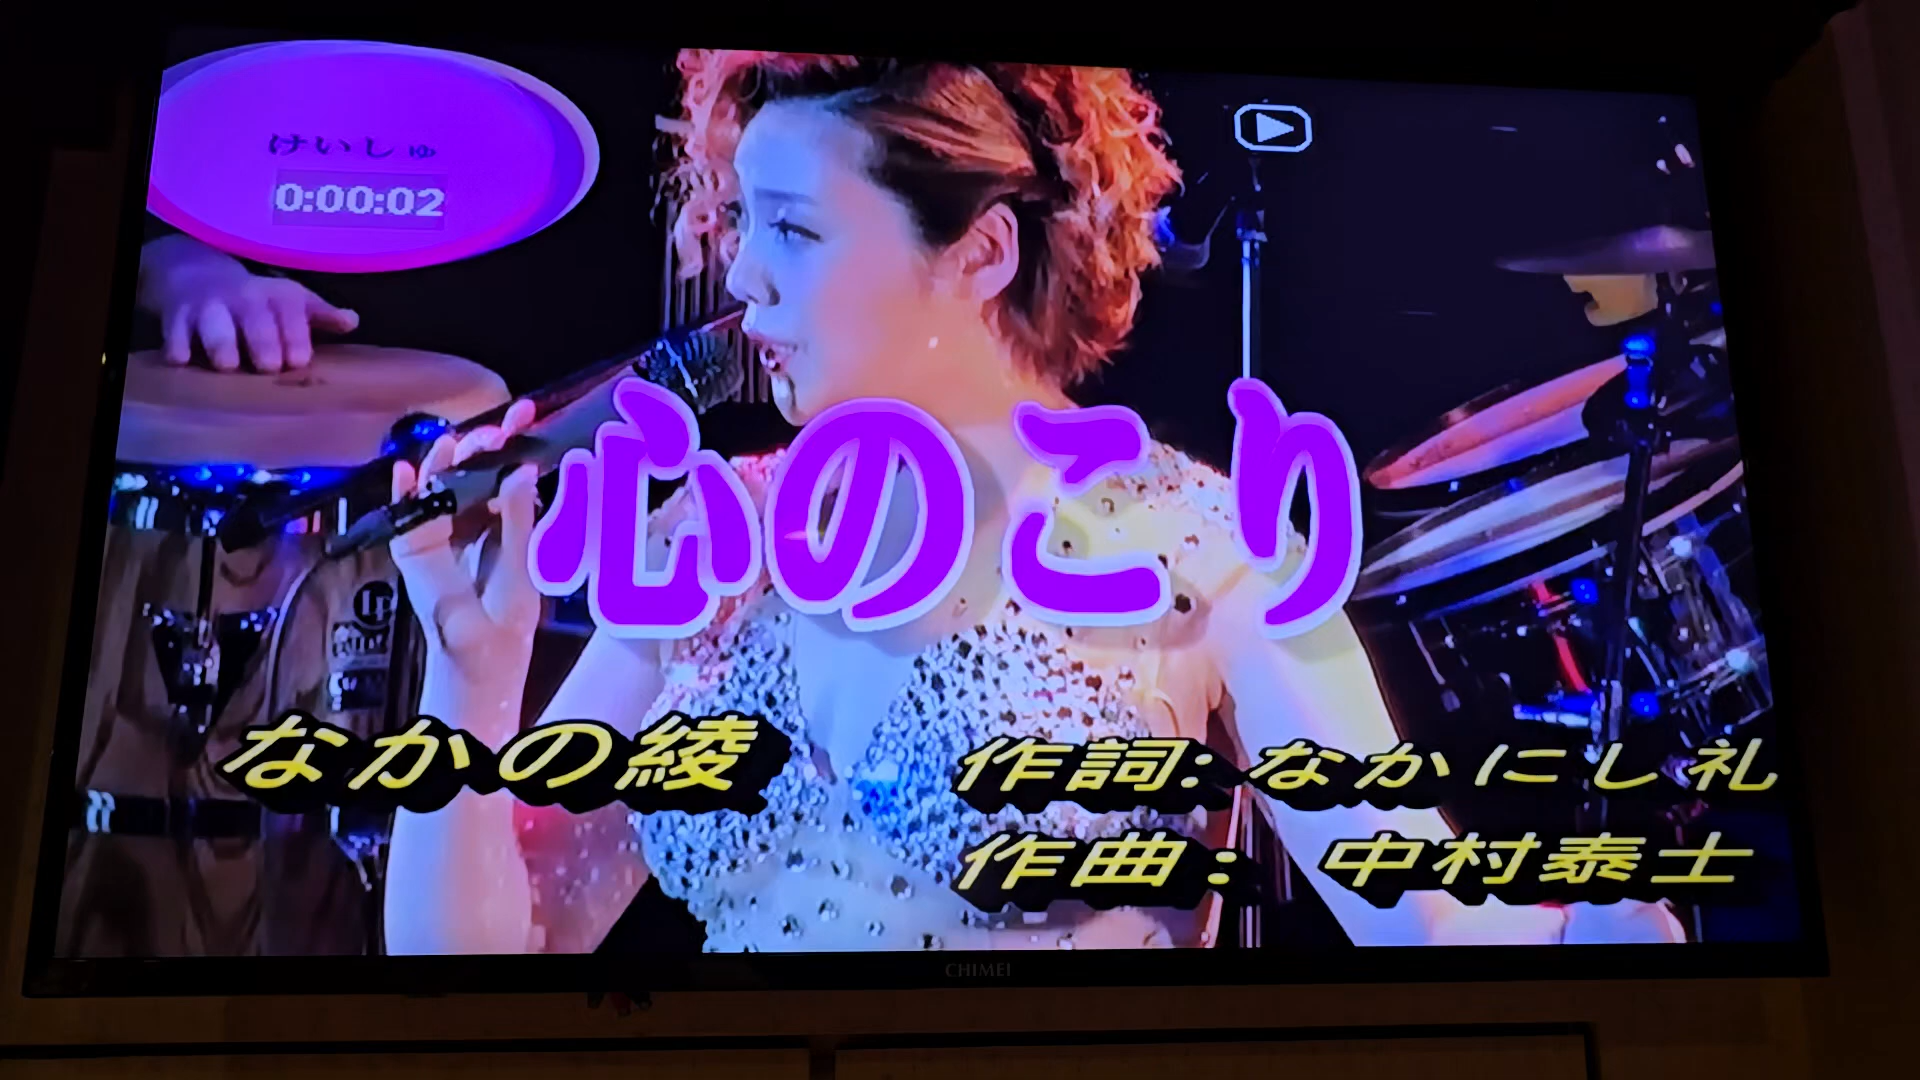 けいしゅ
0:00:02
心のこり
なかの綾
作詞: なかにし礼
作曲: 中村泰士
LP
CHIMEI